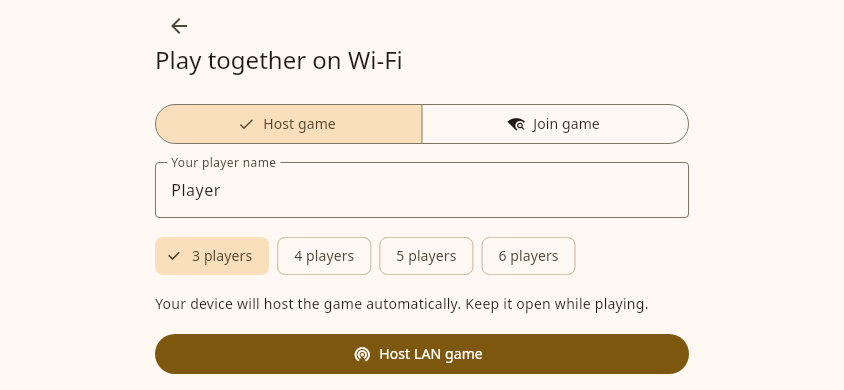 Play together on Wi-Fi
Host game
Join game
Your player name
Player
3 players
4 players
5 players
6 players
Your device will host the game automatically. Keep it open while playing.
Host LAN game